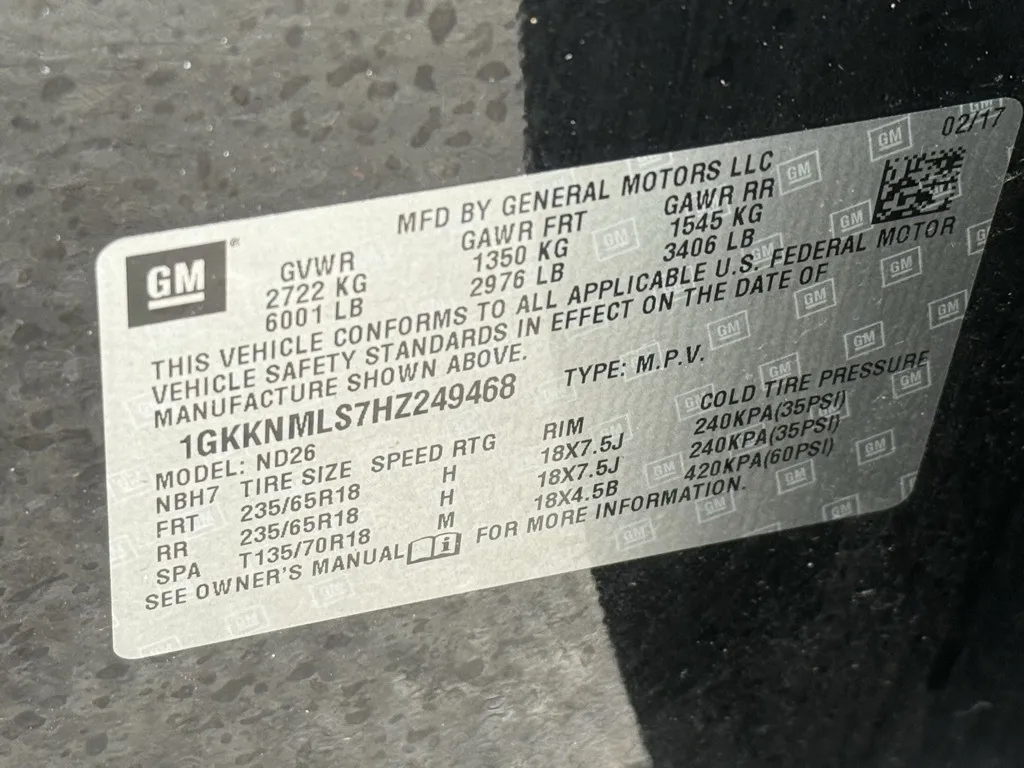 02/17
MFD BY GENERAL MOTORS LLC
GM®
GVWR GAWR FRT GAWR RR
2722 KG 1350 KG 1545 KG
6001 LB 2976 LB 3406 LB
THIS VEHICLE CONFORMS TO ALL APPLICABLE U.S. FEDERAL MOTOR
VEHICLE SAFETY STANDARDS IN EFFECT ON THE DATE OF
MANUFACTURE SHOWN ABOVE.
1GKKNMLS7HZ249468 TYPE: M.P.V.
MODEL: ND26
NBH7 TIRE SIZE SPEED RTG RIM COLD TIRE PRESSURE
FRT 235/65R18 H 18X7.5J 240KPA(35PSI)
RR 235/65R18 H 18X7.5J 240KPA(35PSI)
SPA T135/70R18 M 18X4.5B 420KPA(60PSI)
SEE OWNER'S MANUAL FOR MORE INFORMATION.